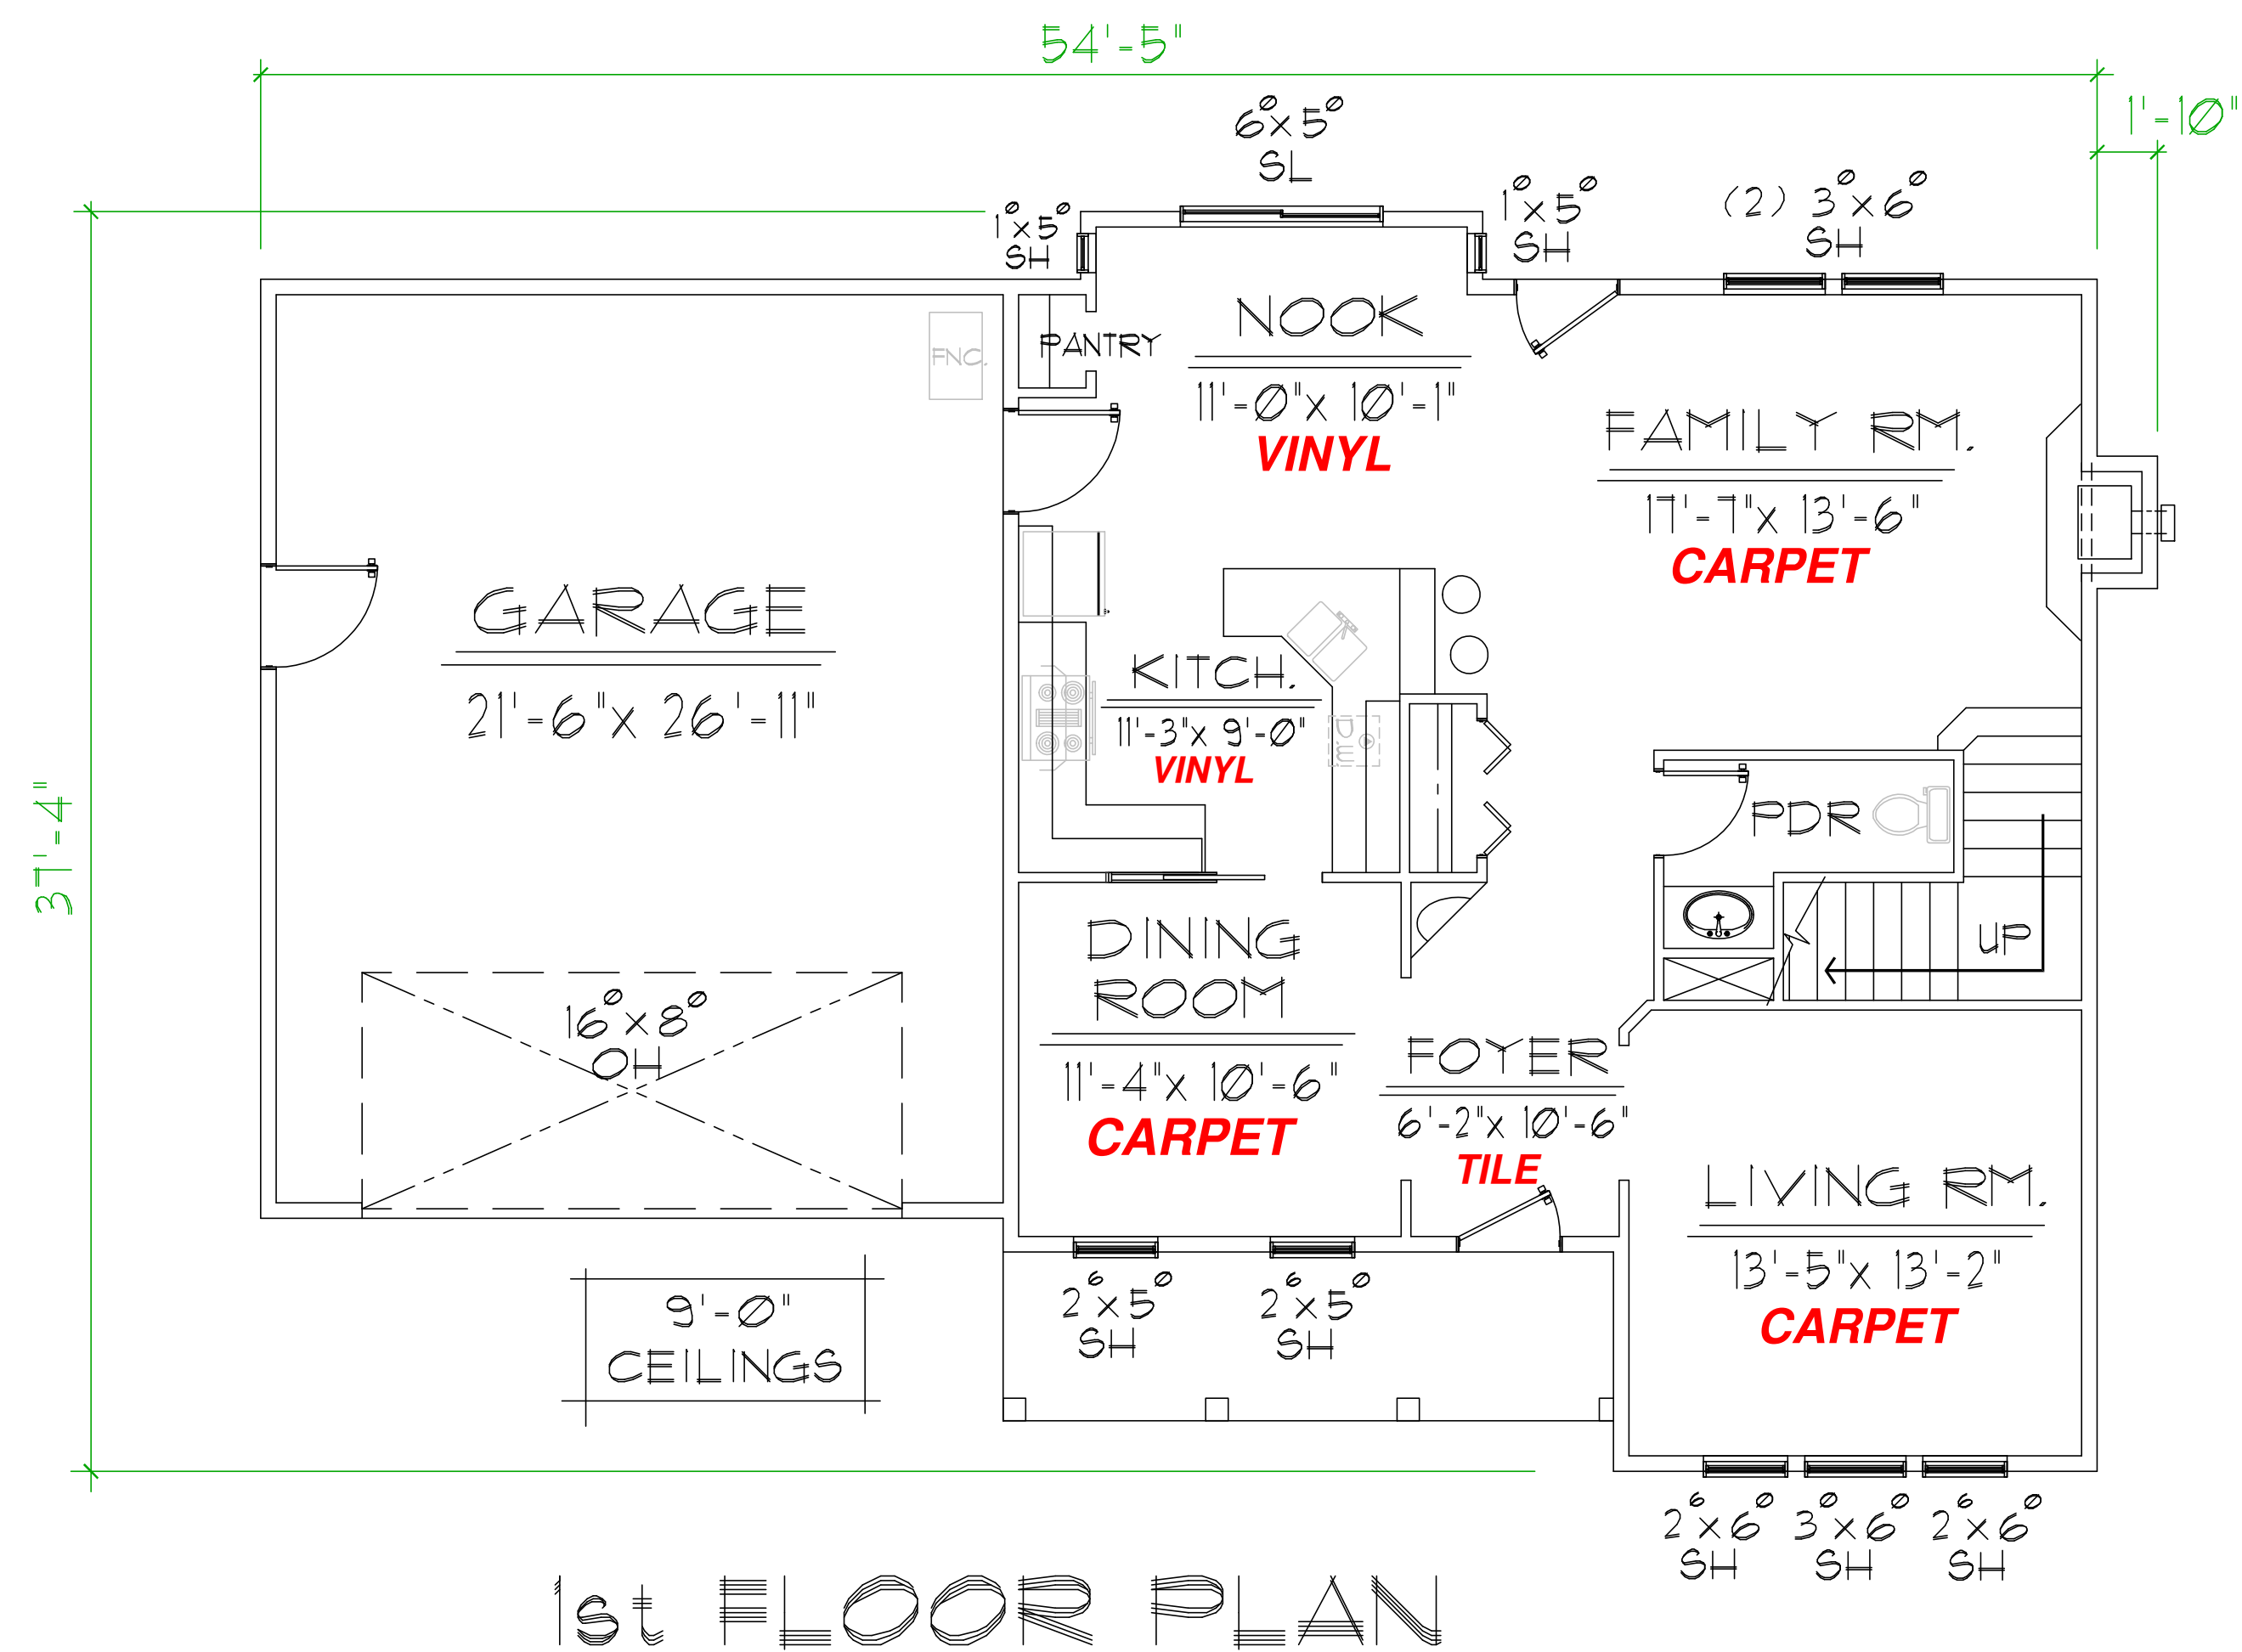 54'-5"
1'-10"
6⁰x5⁰
SL
1⁰x5⁰
SH
1⁰x5⁰
SH
(2) 3⁰x6⁰
SH
PANTRY
NOOK
11'-0"x 10'-1"
VINYL
FNC.
FAMILY RM.
17'-7"x 13'-6"
CARPET
GARAGE
21'-6"x 26'-11"
KITCH.
11'-3"x 9'-0"
VINYL
D/W
37'-4"
PDR
UP
DINING
ROOM
11'-4"x 10'-6"
CARPET
16⁰x8⁰
OH
FOYER
6'-2"x 10'-6"
TILE
LIVING RM.
13'-5"x 13'-2"
CARPET
9'-0"
CEILINGS
2⁶x5⁰
SH
2⁶x5⁰
SH
2⁶x6⁰
SH
3⁰x6⁰
SH
2⁶x6⁰
SH
1st FLOOR PLAN